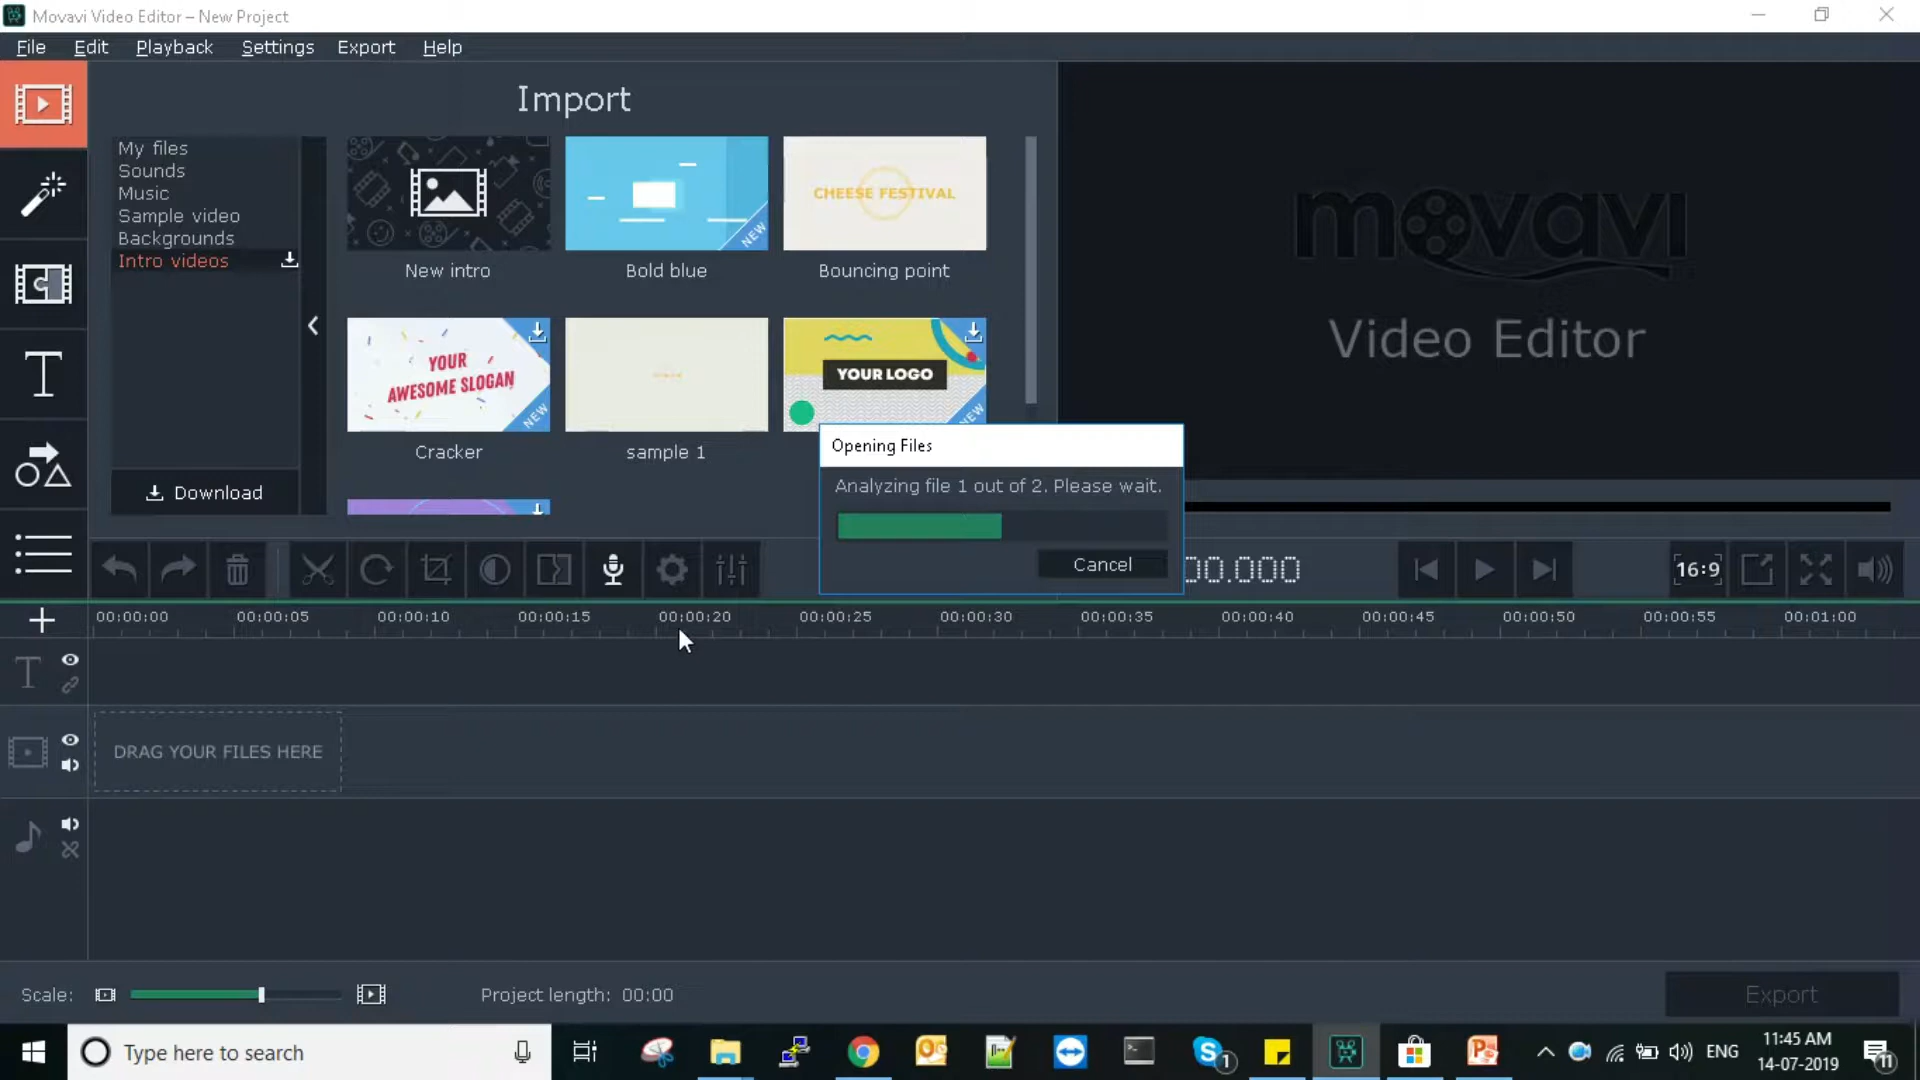 Movavi Video Editor – New Project
File Edit Playback Settings Export Help
Import
My files
Sounds
Music
Sample video
Backgrounds
Intro videos
Download
New intro
NEW
Bold blue
CHEESE FESTIVAL
Bouncing point
YOUR
AWESOME SLOGAN
NEW
Cracker
sample 1
YOUR LOGO
NEW
movavi
Video Editor
Opening Files
Analyzing file 1 out of 2. Please wait.
Cancel
00.000
16:9
00:00:00 00:00:05 00:00:10 00:00:15 00:00:20 00:00:25 00:00:30 00:00:35 00:00:40 00:00:45 00:00:50 00:00:55 00:01:00
T
DRAG YOUR FILES HERE
Scale:
Project length: 00:00
Export
Type here to search
1
ENG
11:45 AM
14-07-2019
11